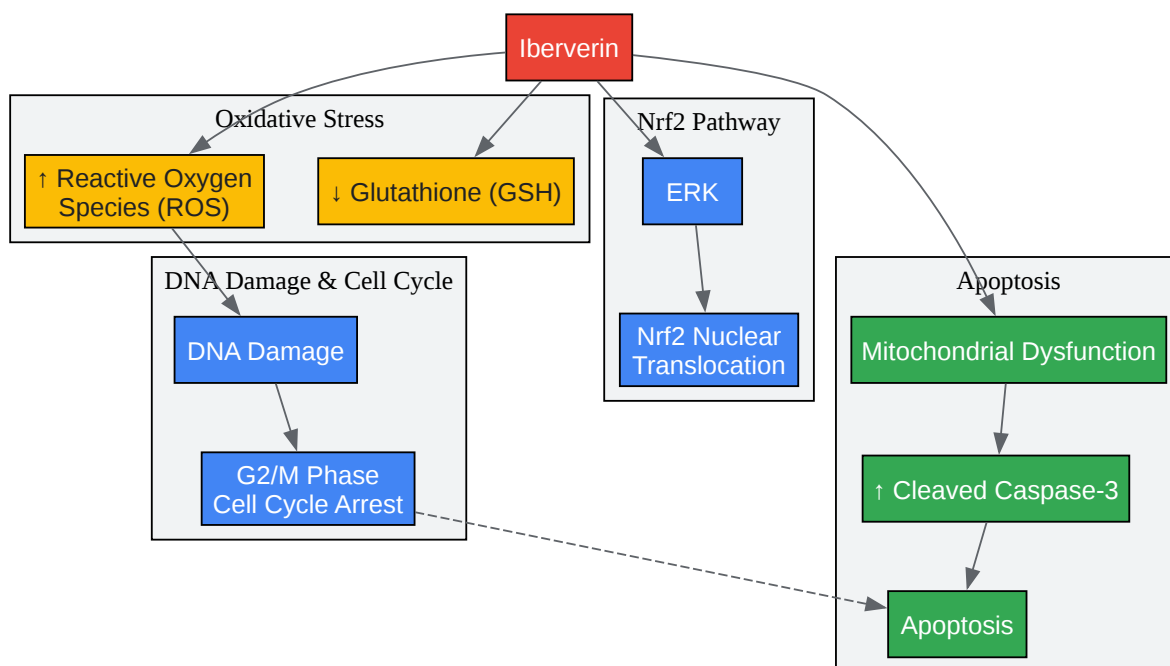 Iberverin
Oxidative Stress
↑ Reactive Oxygen
Species (ROS)
↓ Glutathione (GSH)
Nrf2 Pathway
ERK
Nrf2 Nuclear
Translocation
DNA Damage & Cell Cycle
DNA Damage
G2/M Phase
Cell Cycle Arrest
Apoptosis
Mitochondrial Dysfunction
↑ Cleaved Caspase-3
Apoptosis